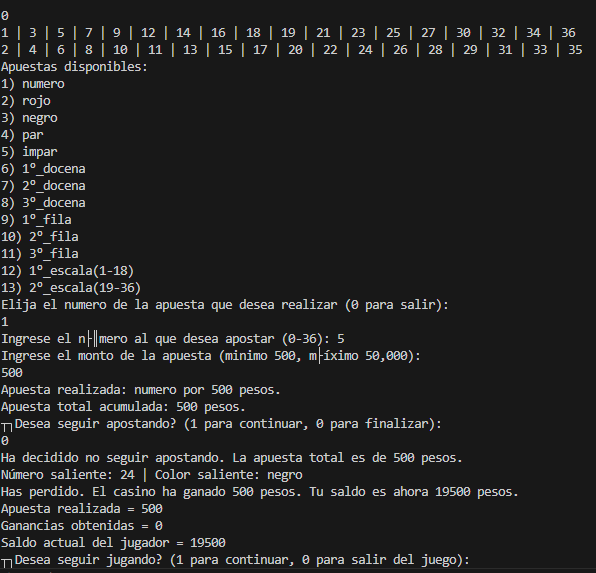 0
1 | 3 | 5 | 7 | 9 | 12 | 14 | 16 | 18 | 19 | 21 | 23 | 25 | 27 | 30 | 32 | 34 | 36
2 | 4 | 6 | 8 | 10 | 11 | 13 | 15 | 17 | 20 | 22 | 24 | 26 | 28 | 29 | 31 | 33 | 35
Apuestas disponibles:
1) numero
2) rojo
3) negro
4) par
5) impar
6) 1º_docena
7) 2º_docena
8) 3º_docena
9) 1º_fila
10) 2º_fila
11) 3º_fila
12) 1º_escala(1-18)
13) 2º_escala(19-36)
Elija el numero de la apuesta que desea realizar (0 para salir):
1
Ingrese el n├║mero al que desea apostar (0-36): 5
Ingrese el monto de la apuesta (minimo 500, m├íximo 50,000):
500
Apuesta realizada: numero por 500 pesos.
Apuesta total acumulada: 500 pesos.
┬┐Desea seguir apostando? (1 para continuar, 0 para finalizar):
0
Ha decidido no seguir apostando. La apuesta total es de 500 pesos.
Número saliente: 24 | Color saliente: negro
Has perdido. El casino ha ganado 500 pesos. Tu saldo es ahora 19500 pesos.
Apuesta realizada = 500
Ganancias obtenidas = 0
Saldo actual del jugador = 19500
┬┐Desea seguir jugando? (1 para continuar, 0 para salir del juego):